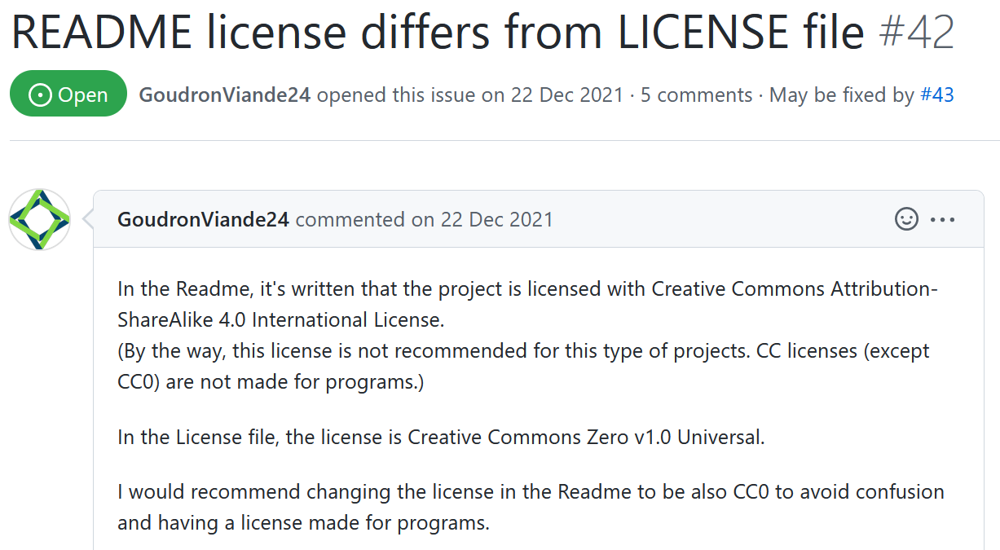 README license differs from LICENSE file #42
Open GoudronViande24 opened this issue on 22 Dec 2021 · 5 comments · May be fixed by #43
GoudronViande24 commented on 22 Dec 2021
In the Readme, it's written that the project is licensed with Creative Commons Attribution-
ShareAlike 4.0 International License.
(By the way, this license is not recommended for this type of projects. CC licenses (except
CC0) are not made for programs.)
In the License file, the license is Creative Commons Zero v1.0 Universal.
I would recommend changing the license in the Readme to be also CC0 to avoid confusion
and having a license made for programs.